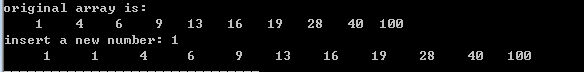 original array is:
1 4 6 9 13 16 19 28 40 100
insert a new number: 1
1 1 4 6 9 13 16 19 28 40 100